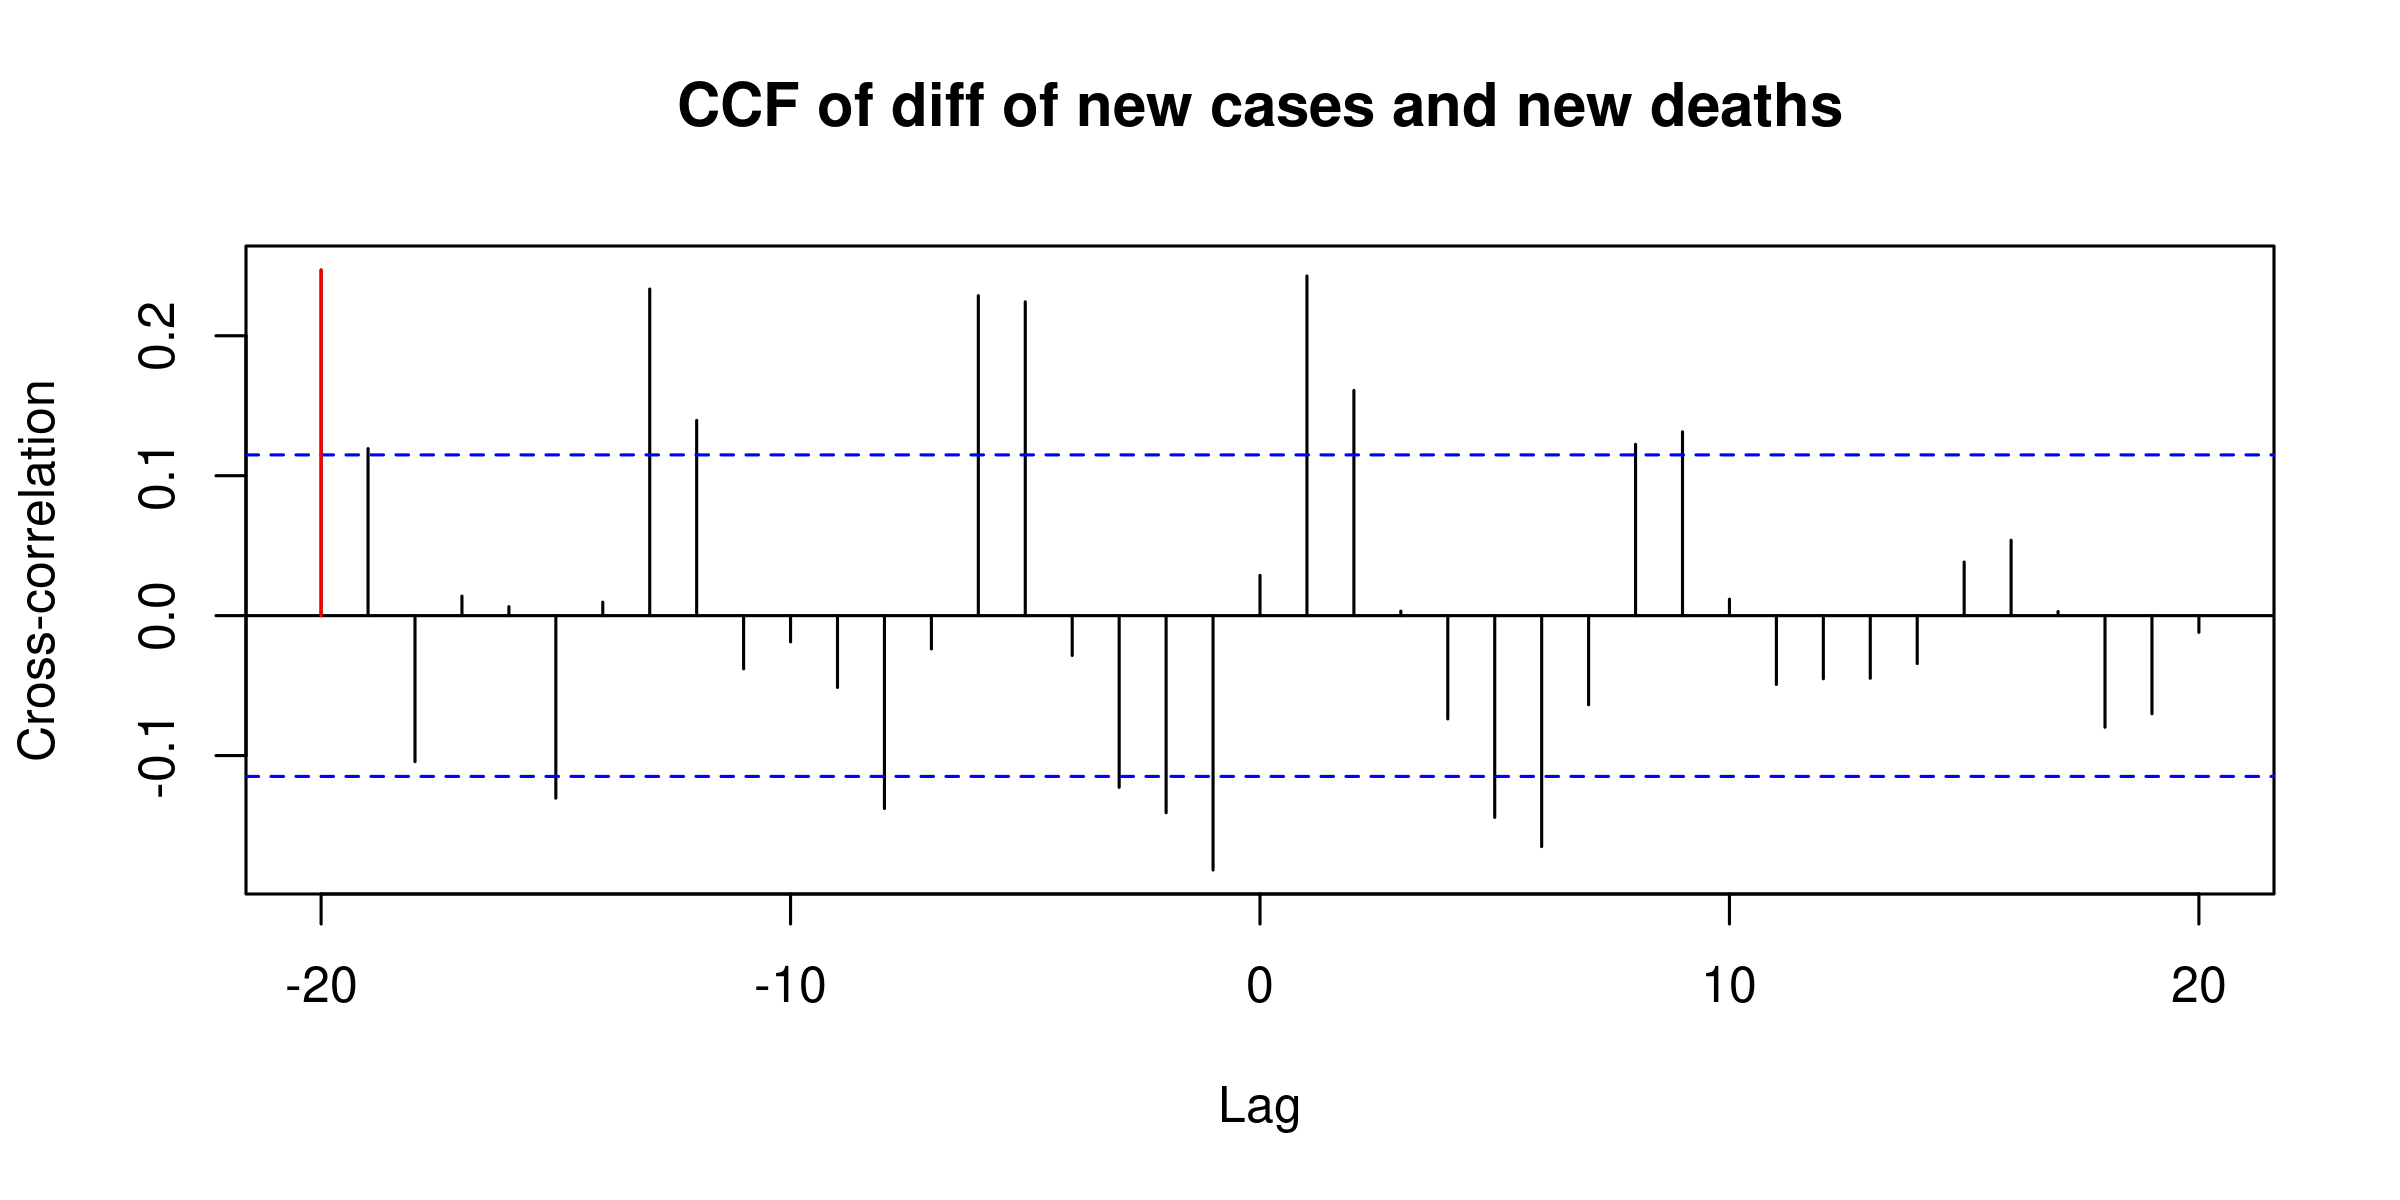 CCF of diff of new cases and new deaths
Cross-correlation
0.2
0.1
0.0
-0.1
-20 -10 0 10 20
Lag